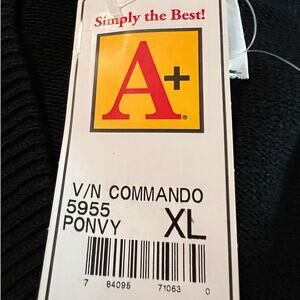 Simply the Best!
A+
®
V/N COMMANDO
5955
PONVY XL
7 84095 71063 0